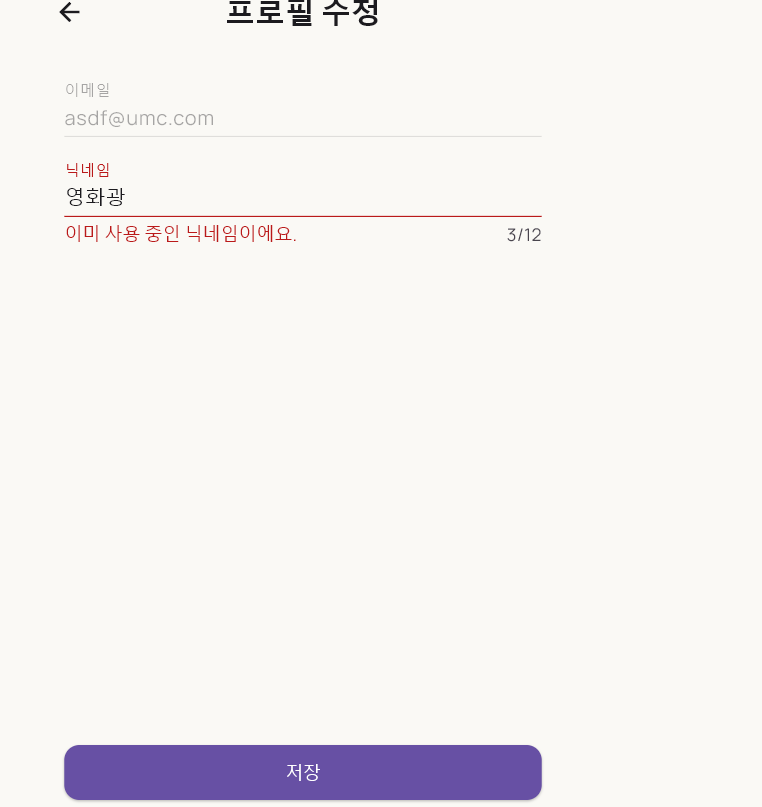 프로필 수정
이메일
asdf@umc.com
닉네임
영화광
이미 사용 중인 닉네임이에요. 3/12
저장